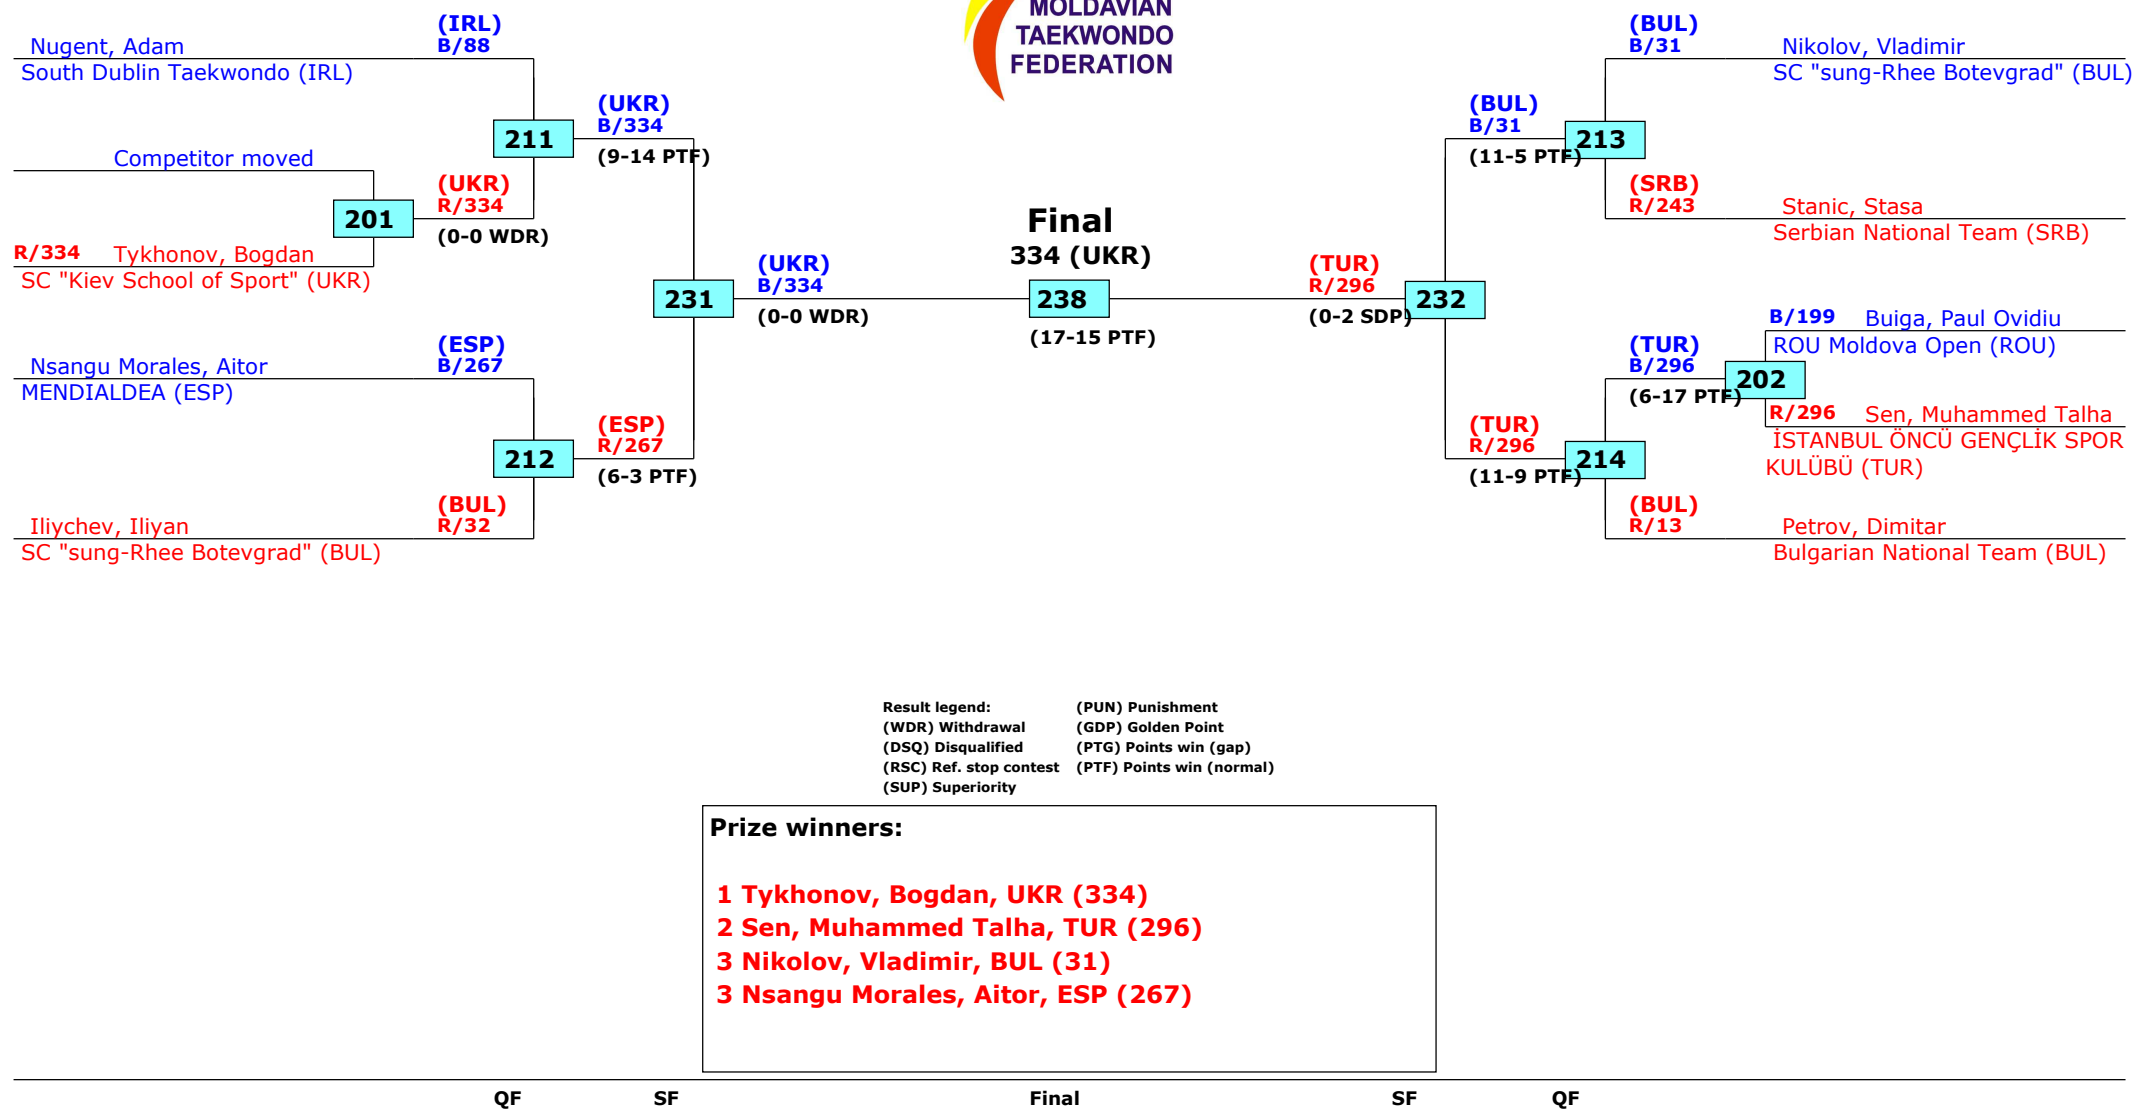 MOLDAVIAN
TAEKWONDO
FEDERATION
(IRL)
B/88
Nugent, Adam
South Dublin Taekwondo (IRL)
211
(UKR)
B/334
(9-14 PTF)
Competitor moved
201
(UKR)
R/334
(0-0 WDR)
R/334 Tykhonov, Bogdan
SC "Kiev School of Sport" (UKR)
231
(UKR)
B/334
(0-0 WDR)
(ESP)
B/267
Nsangu Morales, Aitor
MENDIALDEA (ESP)
212
(ESP)
R/267
(6-3 PTF)
(BUL)
R/32
Iliychev, Iliyan
SC "sung-Rhee Botevgrad" (BUL)
Final
334 (UKR)
238
(17-15 PTF)
(BUL)
B/31
Nikolov, Vladimir
SC "sung-Rhee Botevgrad" (BUL)
(BUL)
B/31
(11-5 PTF)
213
(SRB)
R/243
Stanic, Stasa
Serbian National Team (SRB)
(TUR)
R/296
(0-2 SDP)
232
B/199 Buiga, Paul Ovidiu
ROU Moldova Open (ROU)
(TUR)
B/296
(6-17 PTF)
202
R/296 Sen, Muhammed Talha
İSTANBUL ÖNCÜ GENÇLİK SPOR
KULÜBÜ (TUR)
(TUR)
R/296
(11-9 PTF)
214
(BUL)
R/13
Petrov, Dimitar
Bulgarian National Team (BUL)
Result legend: (PUN) Punishment
(WDR) Withdrawal (GDP) Golden Point
(DSQ) Disqualified (PTG) Points win (gap)
(RSC) Ref. stop contest (PTF) Points win (normal)
(SUP) Superiority
Prize winners:
1 Tykhonov, Bogdan, UKR (334)
2 Sen, Muhammed Talha, TUR (296)
3 Nikolov, Vladimir, BUL (31)
3 Nsangu Morales, Aitor, ESP (267)
QF SF Final SF QF